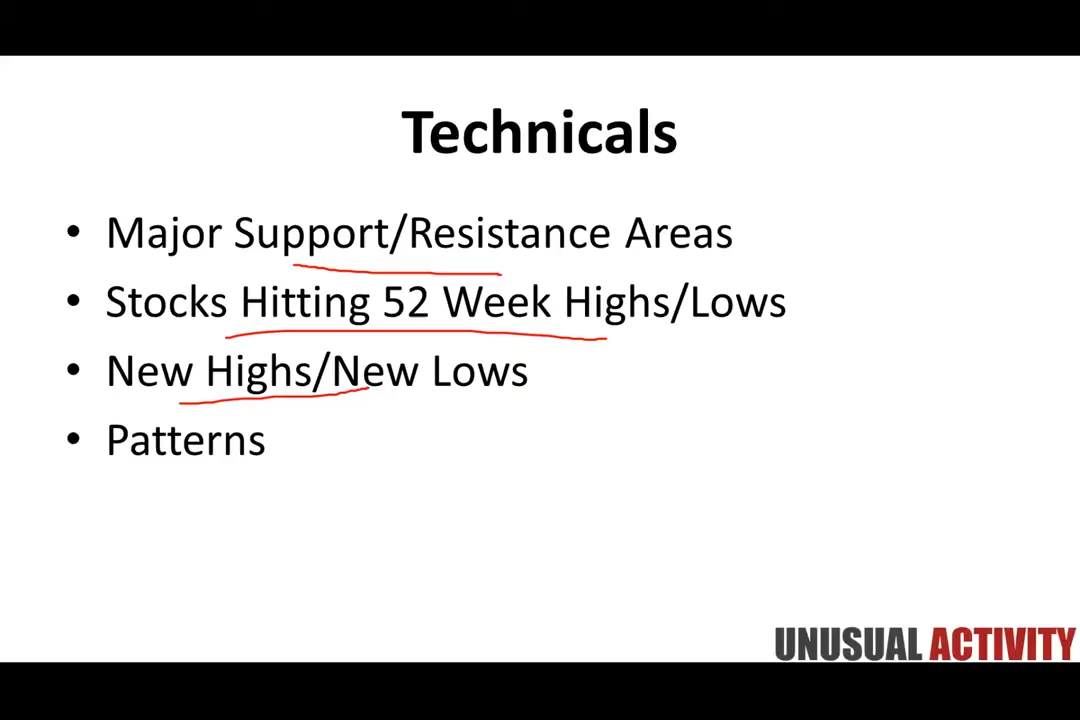 Technicals
• Major Support/Resistance Areas
• Stocks Hitting 52 Week Highs/Lows
• New Highs/New Lows
• Patterns
UNUSUAL ACTIVITY